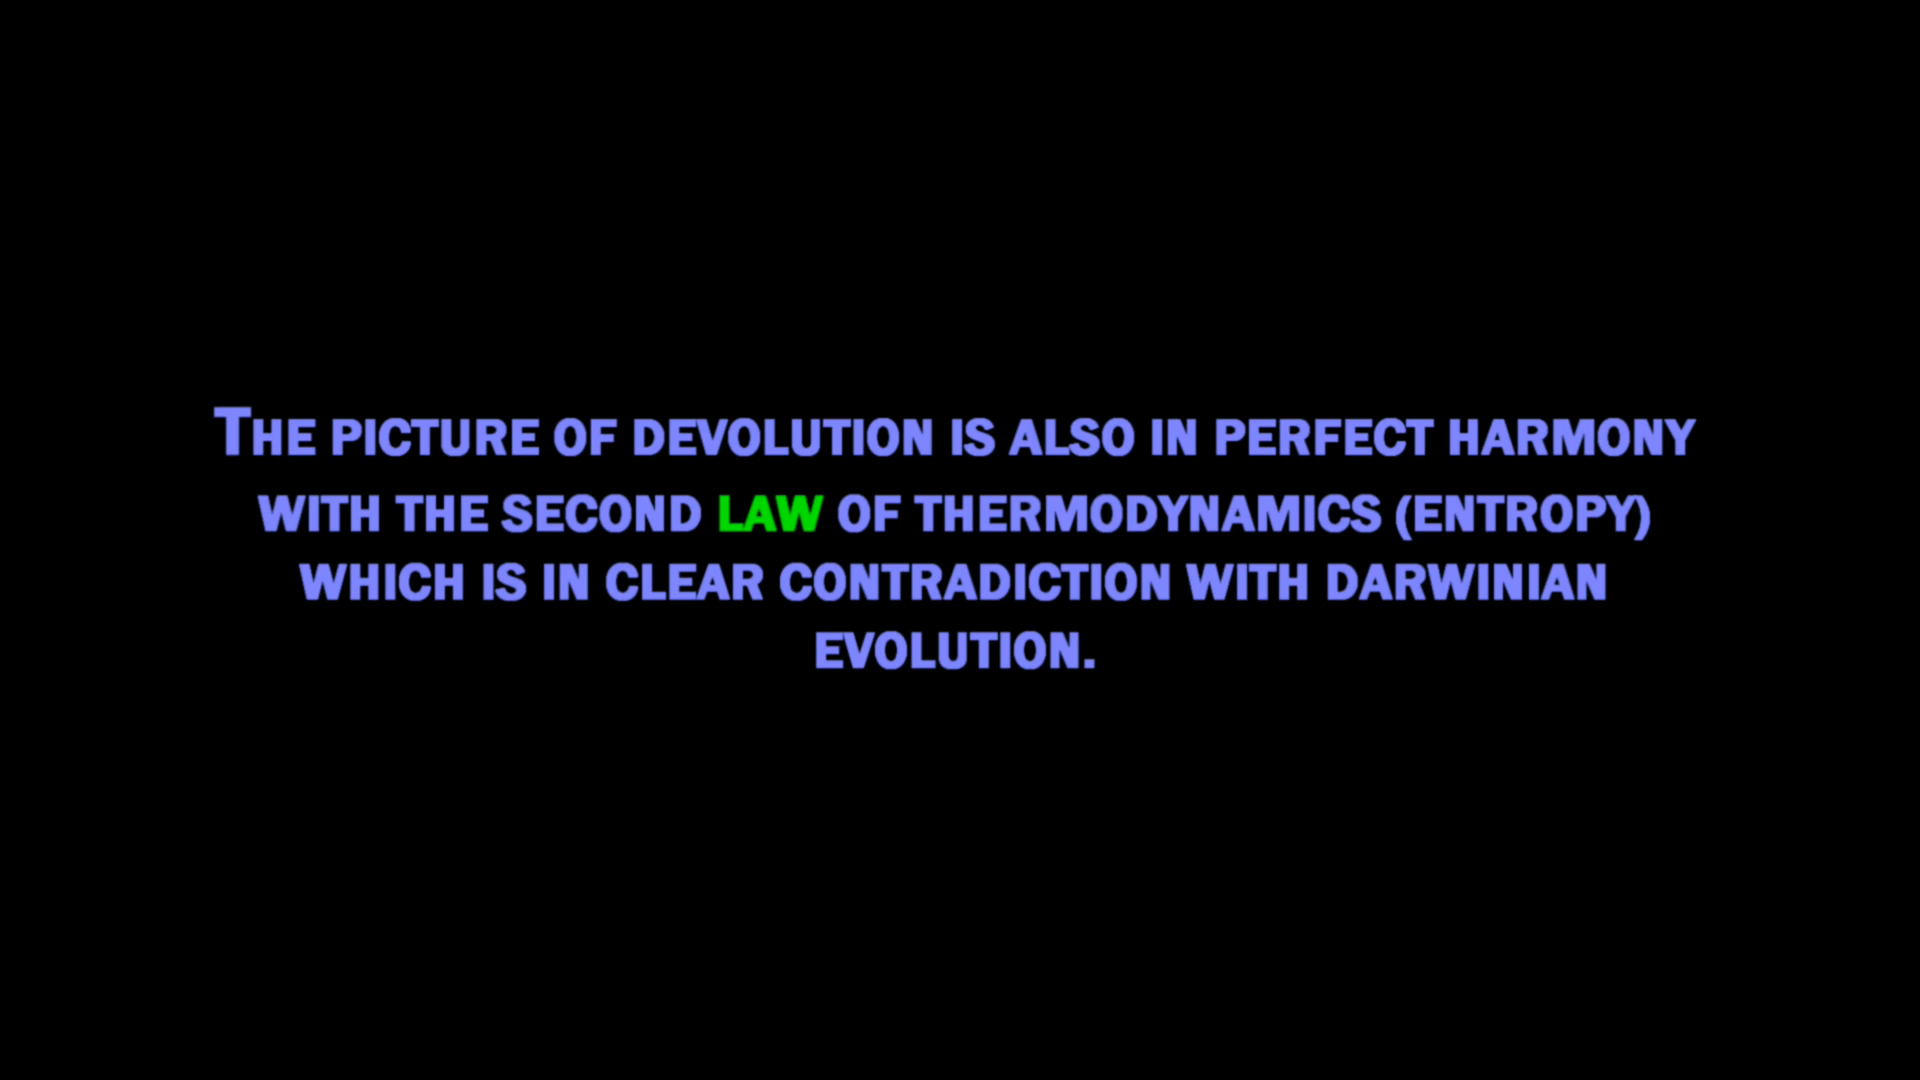 The picture of devolution is also in perfect harmony
with the second law of thermodynamics (entropy)
which is in clear contradiction with darwinian
evolution.